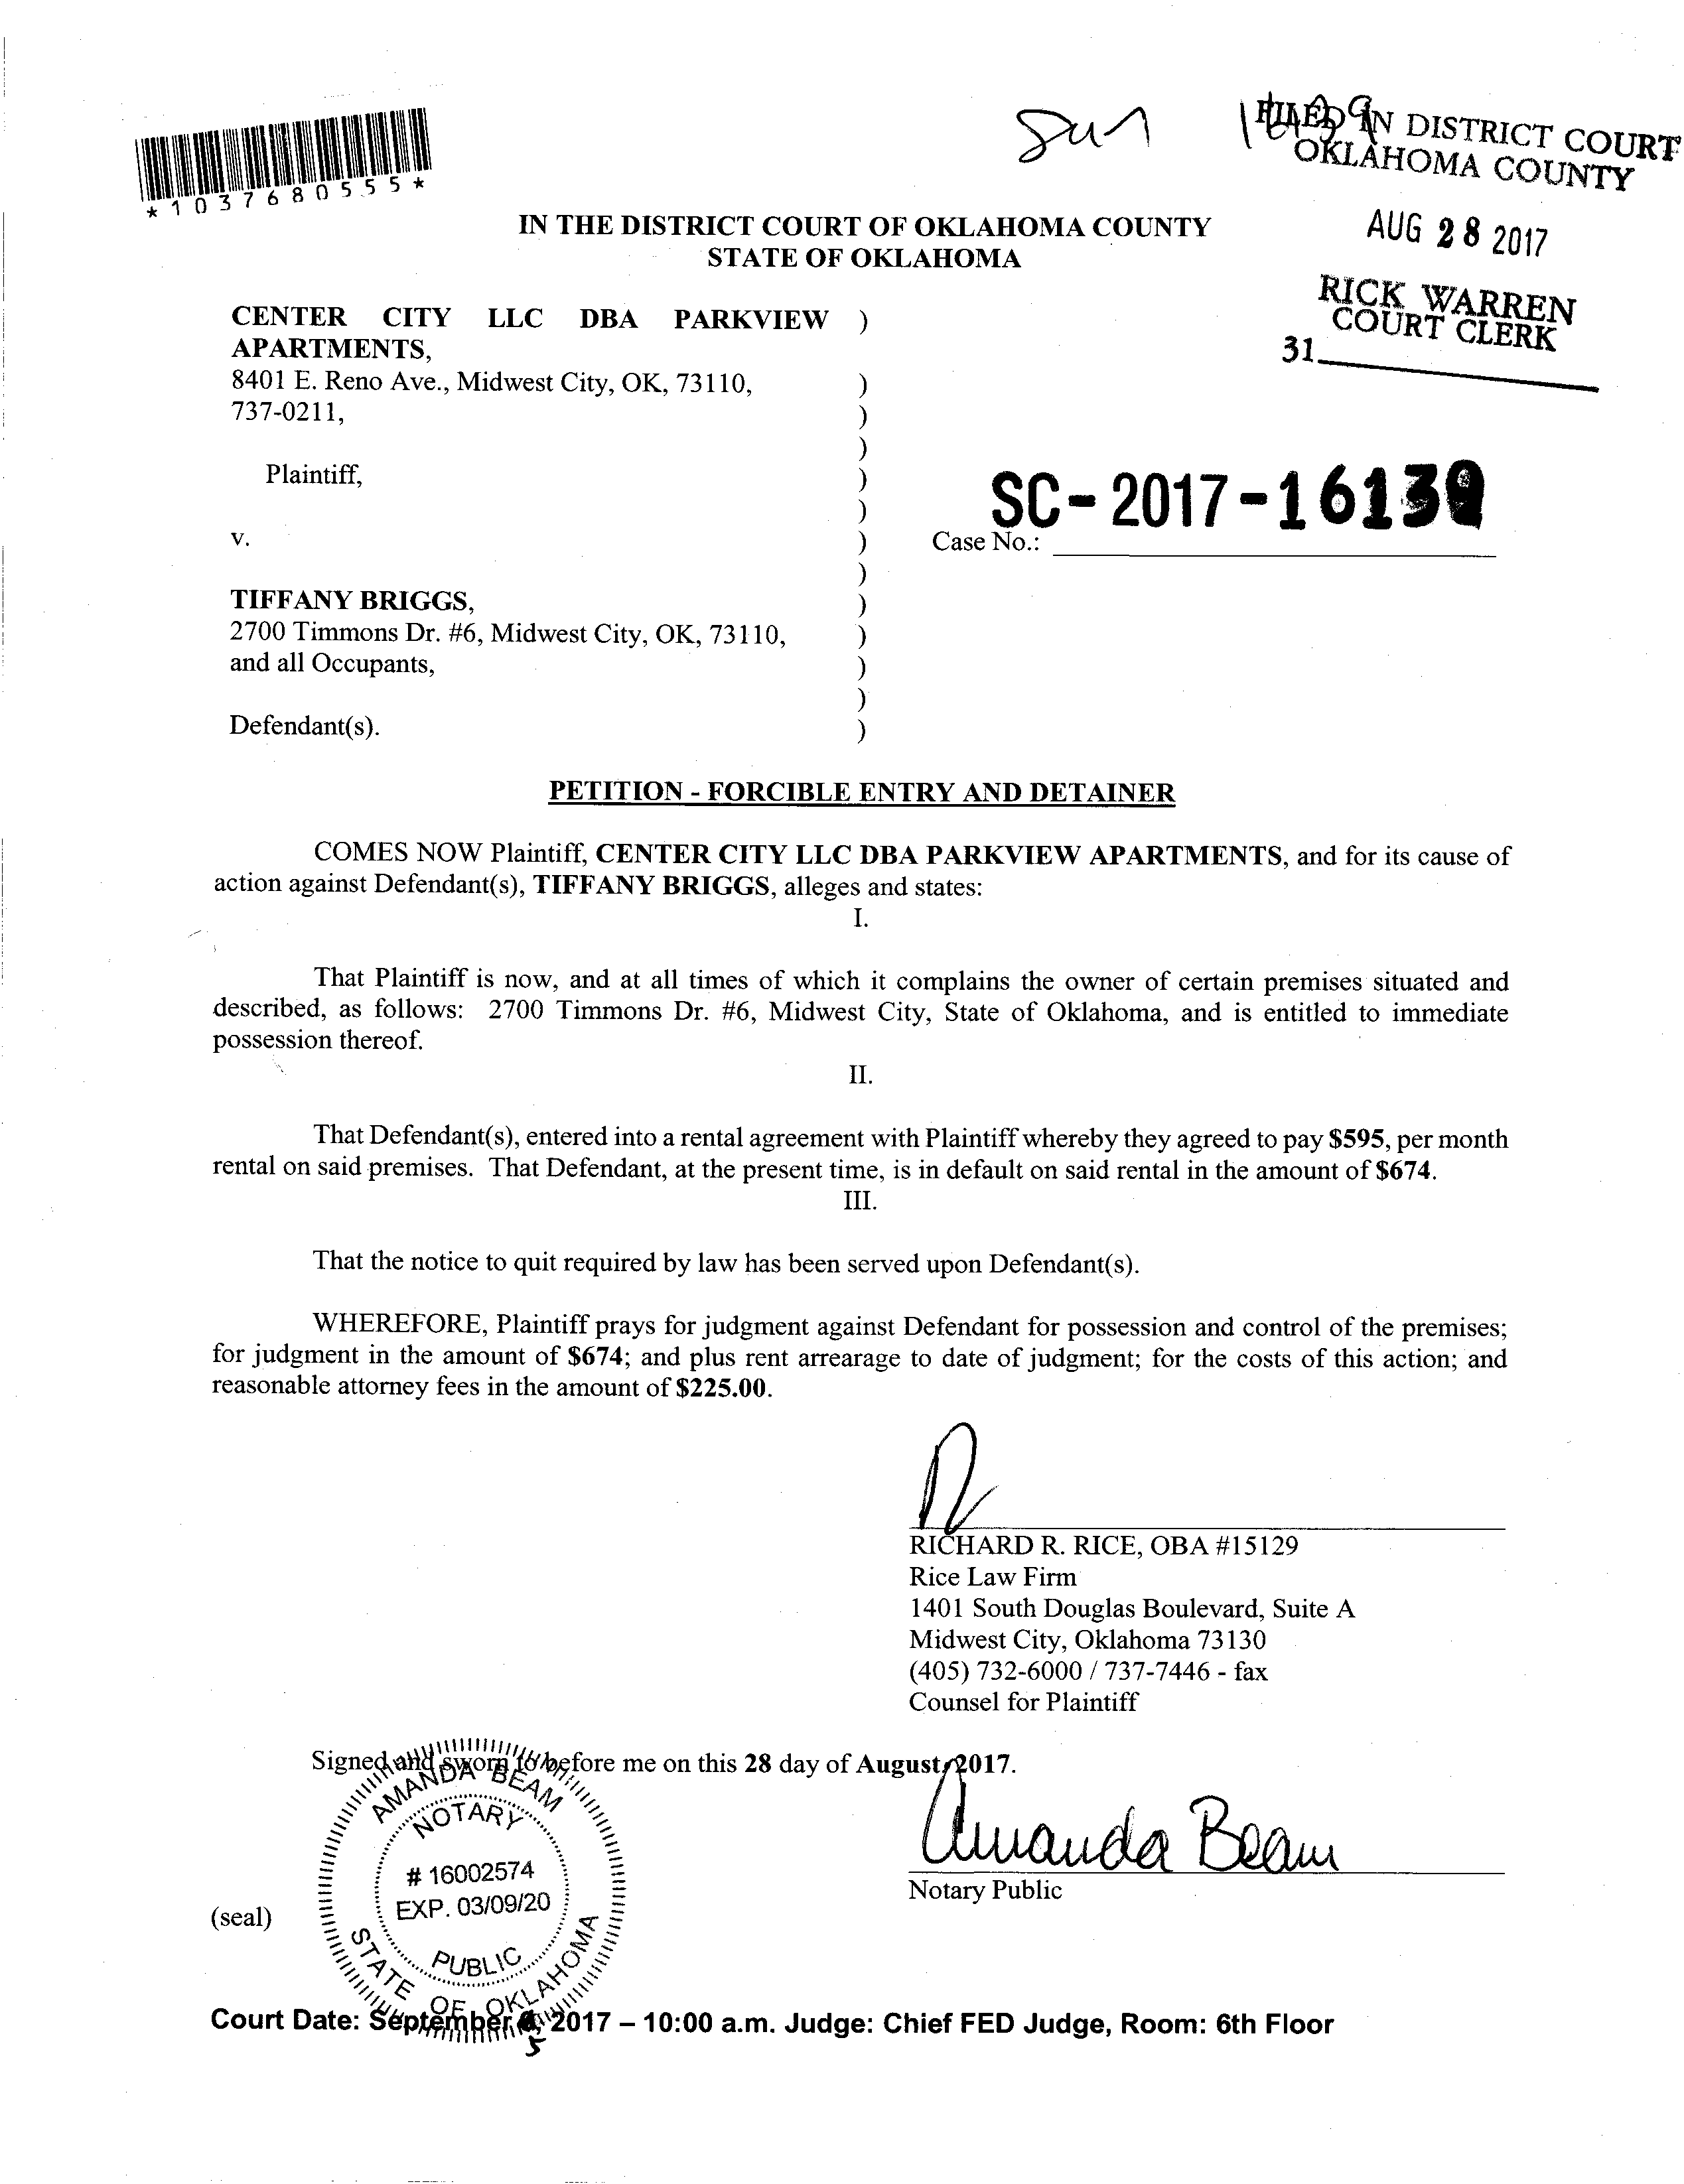 *1037680555*
FILED IN DISTRICT COURT
OKLAHOMA COUNTY
AUG 28 2017
RICK WARREN
COURT CLERK
31
IN THE DISTRICT COURT OF OKLAHOMA COUNTY
STATE OF OKLAHOMA
CENTER CITY LLC DBA PARKVIEW )
APARTMENTS,
8401 E. Reno Ave., Midwest City, OK, 73110, )
737-0211, )
)
Plaintiff, )
)
v. )
)
TIFFANY BRIGGS, )
2700 Timmons Dr. #6, Midwest City, OK, 73110, )
and all Occupants, )
)
Defendant(s). )
SC-2017-16139
Case No.:
PETITION - FORCIBLE ENTRY AND DETAINER
COMES NOW Plaintiff, CENTER CITY LLC DBA PARKVIEW APARTMENTS, and for its cause of
action against Defendant(s), TIFFANY BRIGGS, alleges and states:
I.
That Plaintiff is now, and at all times of which it complains the owner of certain premises situated and
described, as follows: 2700 Timmons Dr. #6, Midwest City, State of Oklahoma, and is entitled to immediate
possession thereof.
II.
That Defendant(s), entered into a rental agreement with Plaintiff whereby they agreed to pay $595, per month
rental on said premises. That Defendant, at the present time, is in default on said rental in the amount of $674.
III.
That the notice to quit required by law has been served upon Defendant(s).
WHEREFORE, Plaintiff prays for judgment against Defendant for possession and control of the premises;
for judgment in the amount of $674; and plus rent arrearage to date of judgment; for the costs of this action; and
reasonable attorney fees in the amount of $225.00.
RICHARD R. RICE, OBA #15129
Rice Law Firm
1401 South Douglas Boulevard, Suite A
Midwest City, Oklahoma 73130
(405) 732-6000 / 737-7446 - fax
Counsel for Plaintiff
Signed and sworn to before me on this 28 day of August, 2017.
Amanda Beam
Notary Public
(seal)
AMANDA BEAM
NOTARY
# 16002574
EXP. 03/09/20
PUBLIC
STATE OF OKLAHOMA
Court Date: September 5, 2017 – 10:00 a.m. Judge: Chief FED Judge, Room: 6th Floor